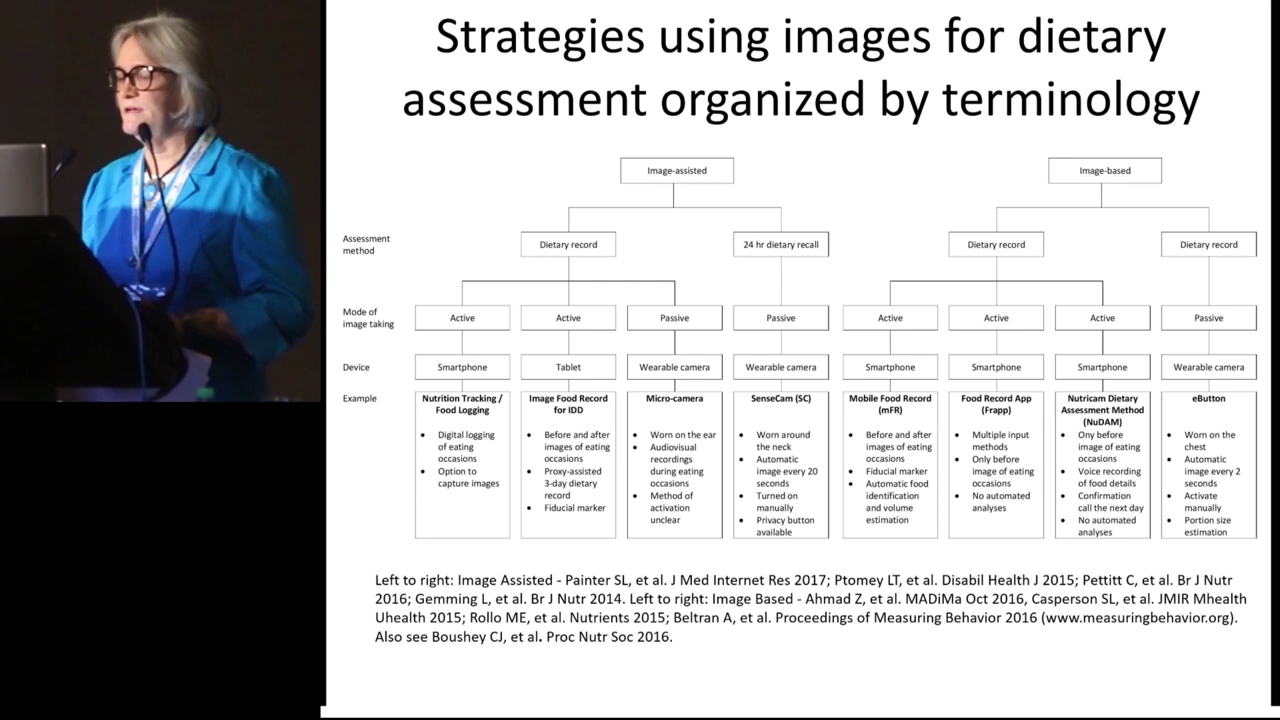 Strategies using images for dietary
assessment organized by terminology
Image-assisted
Image-based
Assessment
method
Dietary record
24 hr dietary recall
Dietary record
Dietary record
Mode of
image taking
Active
Active
Passive
Passive
Active
Active
Active
Passive
Device
Smartphone
Tablet
Wearable camera
Wearable camera
Smartphone
Smartphone
Smartphone
Wearable camera
Example
Nutrition Tracking /
Food Logging
• Digital logging
of eating
occasions
• Option to
capture images
Image Food Record
for IDD
• Before and after
images of eating
occasions
• Proxy-assisted
3-day dietary
record
• Fiducial marker
Micro-camera
• Worn on the ear
• Audiovisual
recordings
during eating
occasions
• Method of
activation
unclear
SenseCam (SC)
• Worn around
the neck
• Automatic
image every 20
seconds
• Turned on
manually
• Privacy button
available
Mobile Food Record
(mFR)
• Before and after
images of eating
occasions
• Fiducial marker
• Automatic food
identification
and volume
estimation
Food Record App
(Frapp)
• Multiple input
methods
• Only before
image of eating
occasions
• No automated
analyses
Nutricam Dietary
Assessment Method
(NuDAM)
• Ony before
image of eating
occasions
• Voice recording
of food details
• Confirmation
call the next day
• No automated
analyses
eButton
• Worn on the
chest
• Automatic
image every 2
seconds
• Activate
manually
• Portion size
estimation
Left to right: Image Assisted - Painter SL, et al. J Med Internet Res 2017; Ptomey LT, et al. Disabil Health J 2015; Pettitt C, et al. Br J Nutr
2016; Gemming L, et al. Br J Nutr 2014. Left to right: Image Based - Ahmad Z, et al. MADiMa Oct 2016, Casperson SL, et al. JMIR Mhealth
Uhealth 2015; Rollo ME, et al. Nutrients 2015; Beltran A, et al. Proceedings of Measuring Behavior 2016 (www.measuringbehavior.org).
Also see Boushey CJ, et al. Proc Nutr Soc 2016.